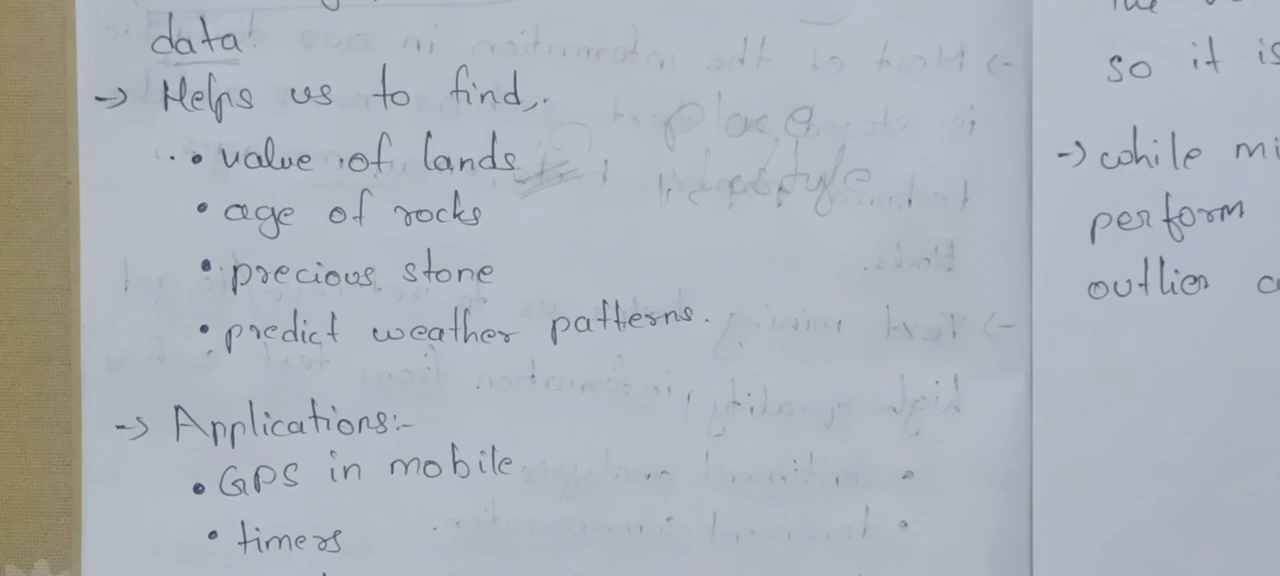 data.
-> Helps us to find,.
• value of lands
• age of rocks
• precious stone
• predict weather patterns.
-> Applications:-
• GPS in mobile
• timers
so it is
-> while mi
perform
outlier